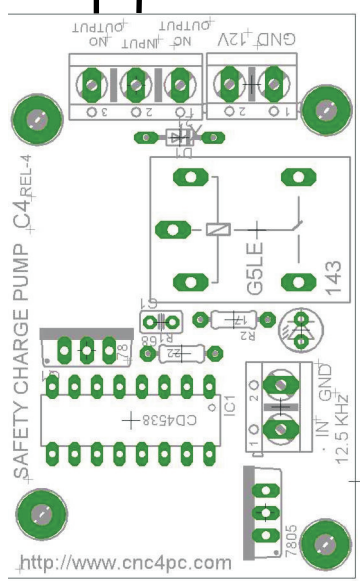 OUTPUT
NO
INPUT
OUTPUT
NC
12V
GND
3
2
1
2
1
D1
C4
REL-4
G5LE
143
SAFETY CHARGE PUMP
C1
R1
R2
22
CD4538
IC1
2
1
GND
IN
12.5 KHz
7805
http://www.cnc4pc.com